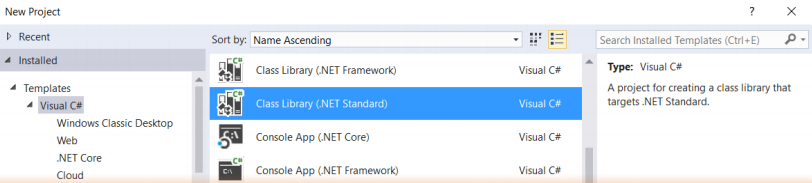 New Project
? ×
Recent
Sort by: Name Ascending
Search Installed Templates (Ctrl+E)
Installed
Templates
Visual C#
Windows Classic Desktop
Web
.NET Core
Cloud
C# Class Library (.NET Framework) Visual C#
C# Class Library (.NET Standard) Visual C#
C# Console App (.NET Core) Visual C#
C# Console App (.NET Framework) Visual C#
Type: Visual C#
A project for creating a class library that
targets .NET Standard.